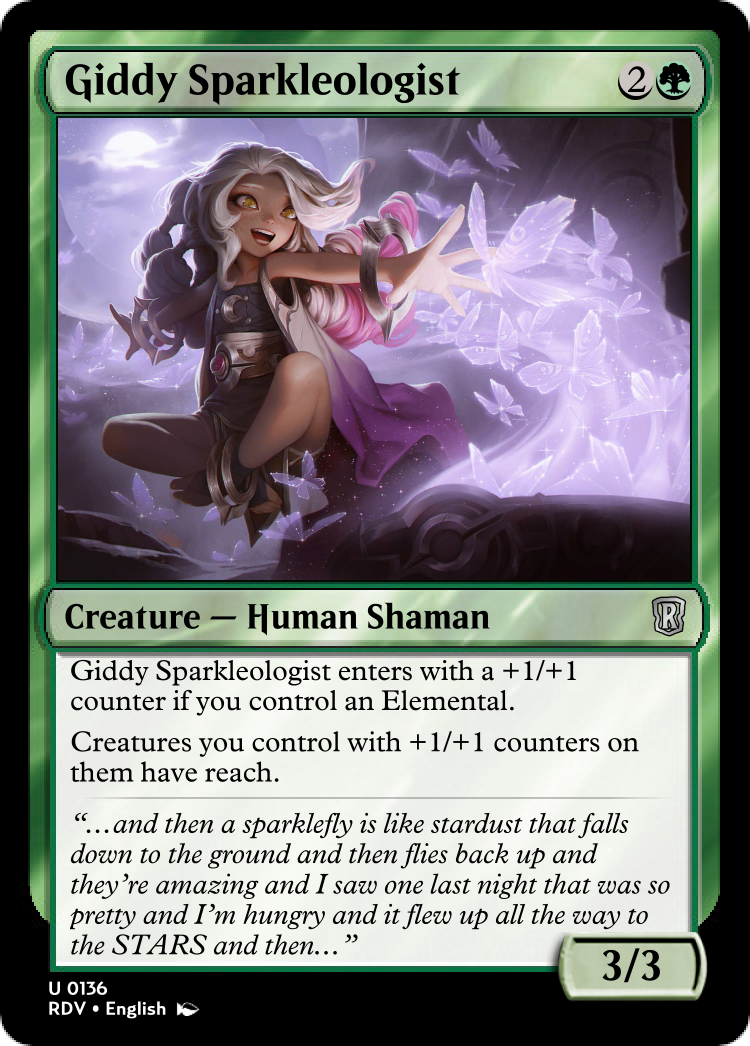 Giddy Sparkleologist 2
Creature — Human Shaman R
Giddy Sparkleologist enters with a +1/+1
counter if you control an Elemental.
Creatures you control with +1/+1 counters on
them have reach.
“…and then a sparklefly is like stardust that falls
down to the ground and then flies back up and
they’re amazing and I saw one last night that was so
pretty and I’m hungry and it flew up all the way to
the STARS and then…”
3/3
U 0136
RDV • English